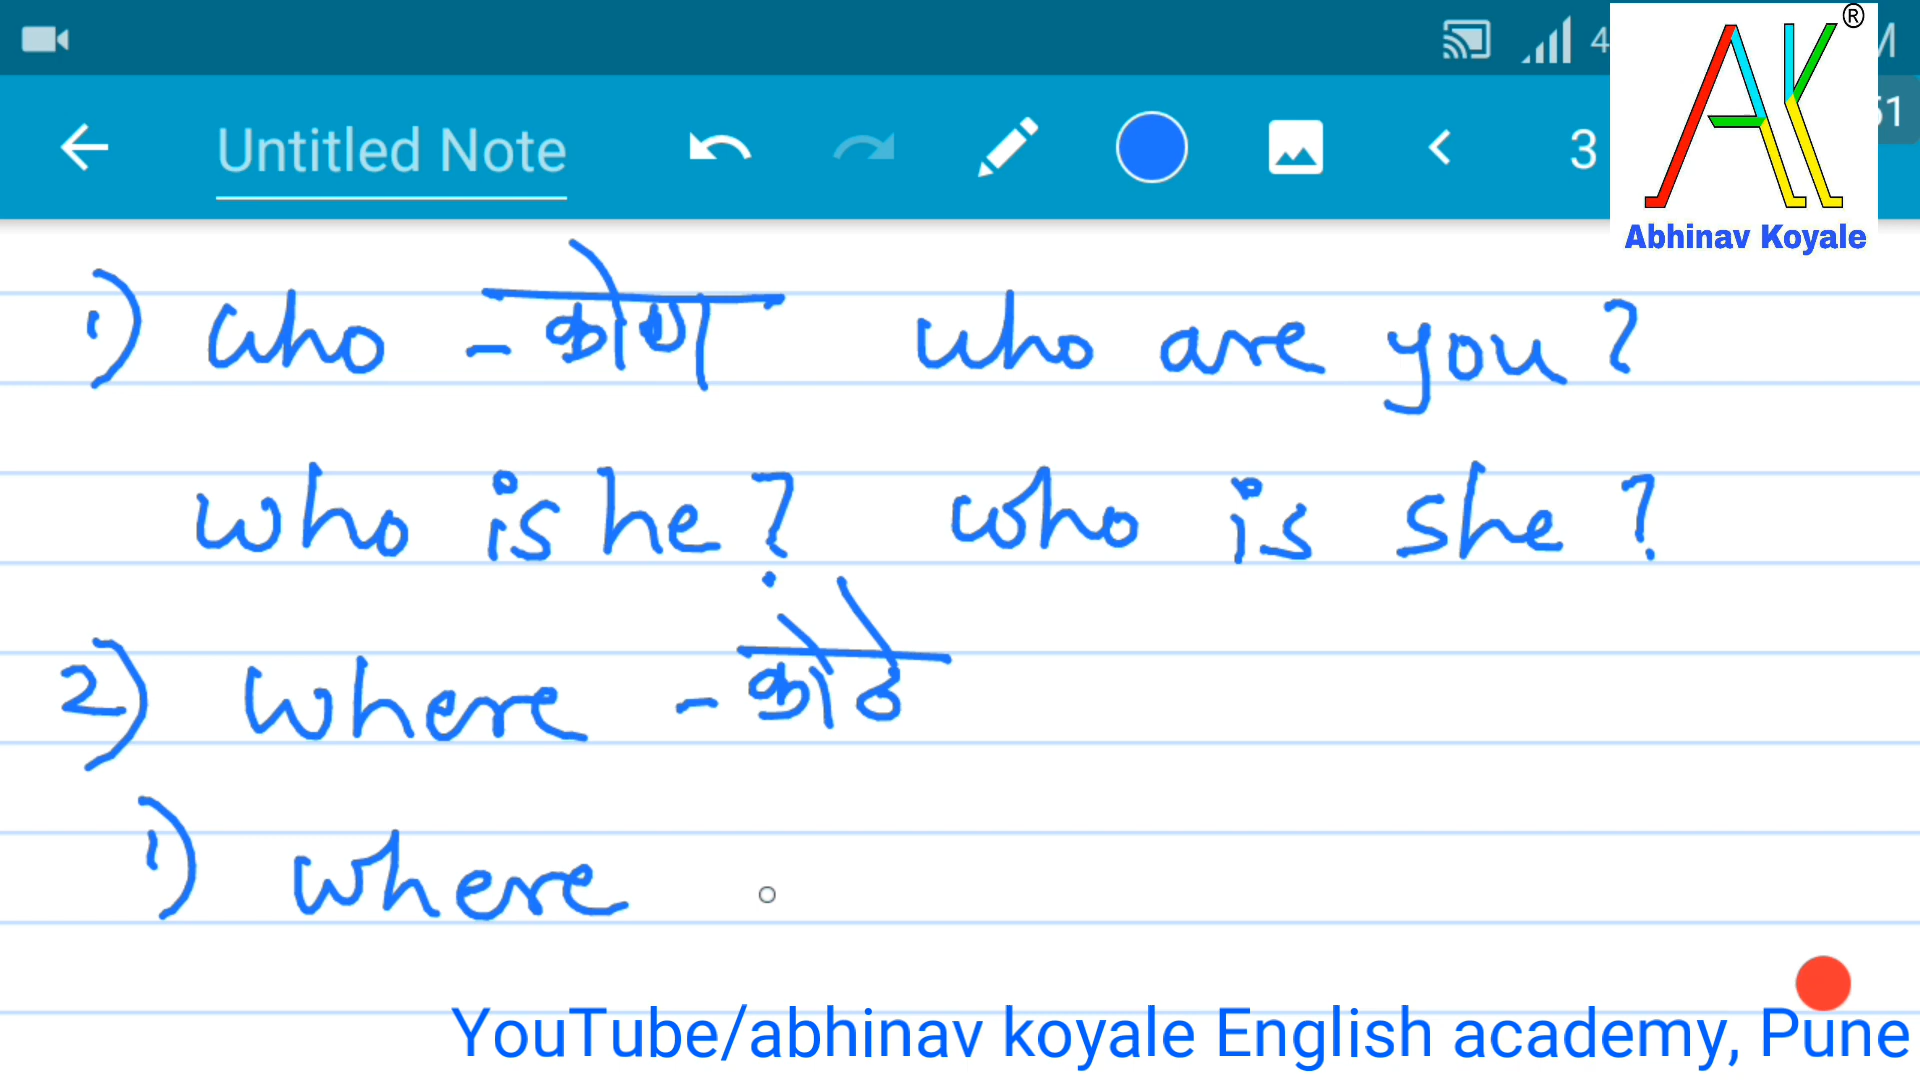 Untitled Note 3
® AK
Abhinav Koyale
1) who - कोण who are you?
who is he? who is she?
2) where - कोठे
1) where
YouTube/abhinav koyale English academy, Pune